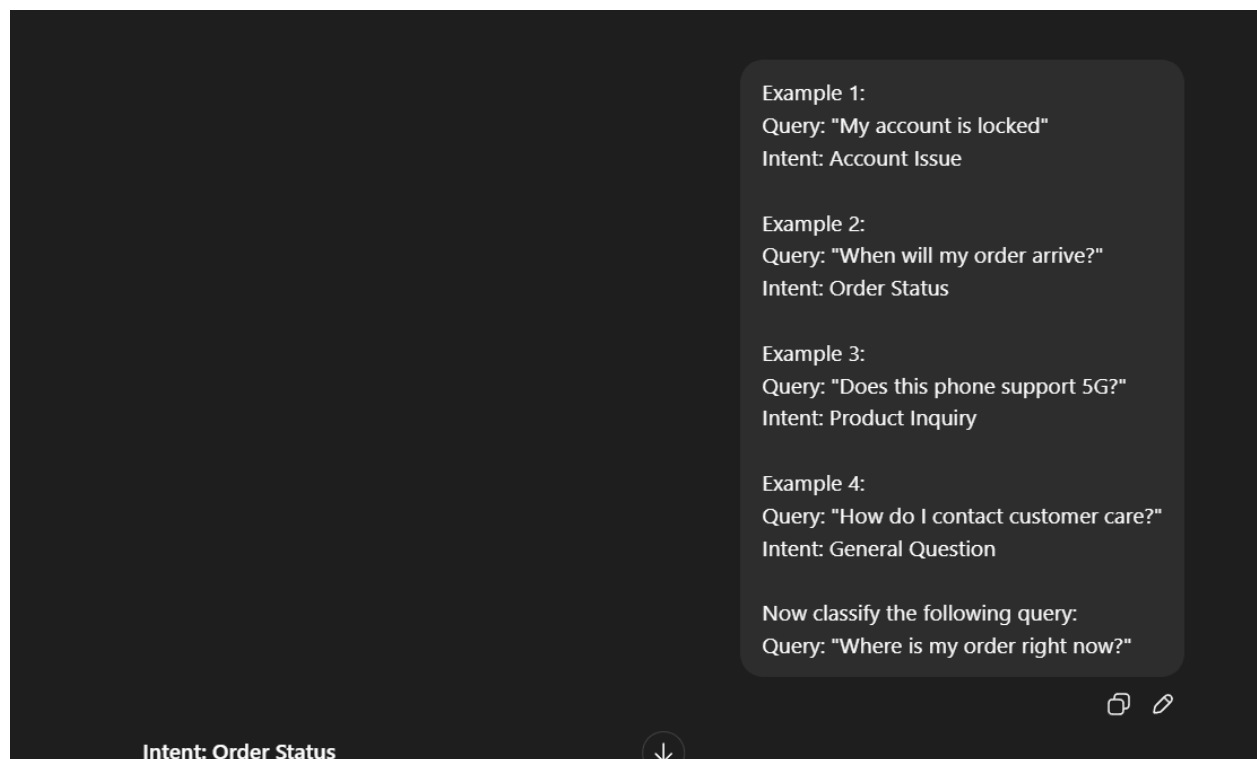 Example 1:
Query: "My account is locked"
Intent: Account Issue
Example 2:
Query: "When will my order arrive?"
Intent: Order Status
Example 3:
Query: "Does this phone support 5G?"
Intent: Product Inquiry
Example 4:
Query: "How do I contact customer care?"
Intent: General Question
Now classify the following query:
Query: "Where is my order right now?"
Intent: Order Status